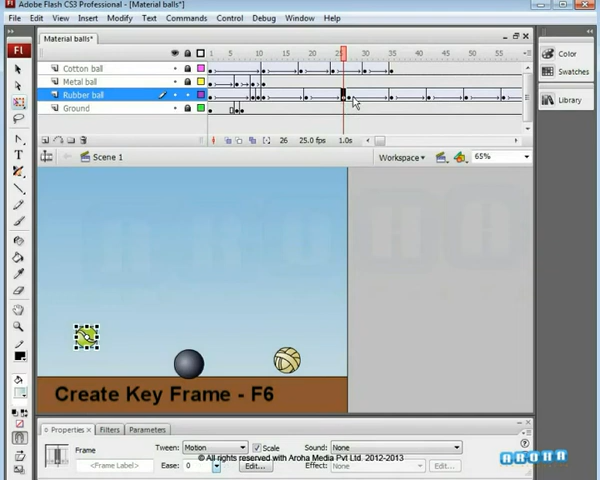 Adobe Flash CS3 Professional - [Material balls*]
File Edit View Insert Modify Text Commands Control Debug Window Help
Material balls*
1 5 10 15 20 25 30 35 40 45 50 55
Cotton ball
Metal ball
Rubber ball
Ground
26 25.0 fps 1.0s
Scene 1
Workspace
65%
Color
Swatches
Library
Create Key Frame - F6
Properties Filters Parameters
Frame
Tween: Motion
Scale
Sound: None
<Frame Label>
Ease: 0
Edit...
Effect: None
Edit...
© All rights reserved with Aroha Media Pvt Ltd. 2012-2013
AROHA